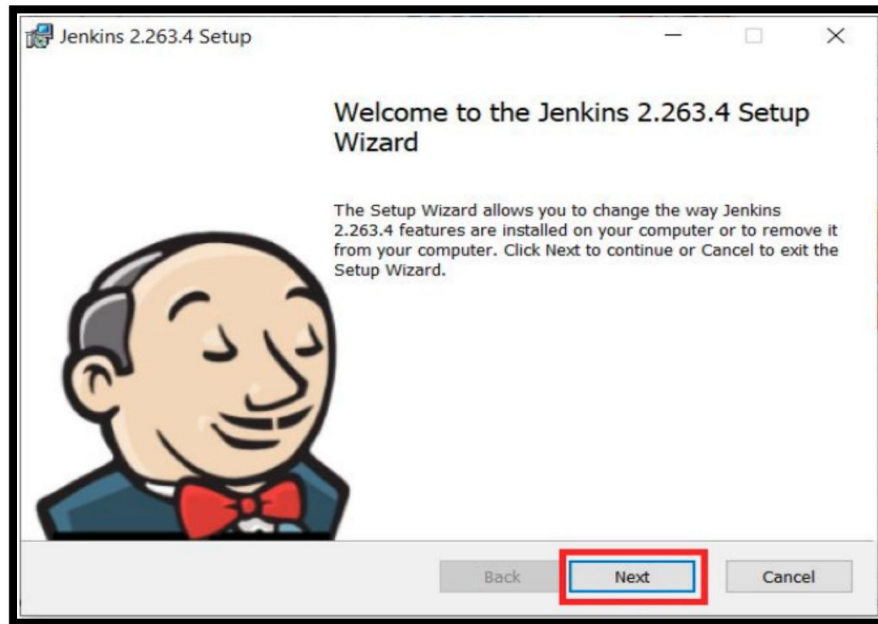 Jenkins 2.263.4 Setup
Welcome to the Jenkins 2.263.4 Setup
Wizard
The Setup Wizard allows you to change the way Jenkins
2.263.4 features are installed on your computer or to remove it
from your computer. Click Next to continue or Cancel to exit the
Setup Wizard.
Back Next Cancel